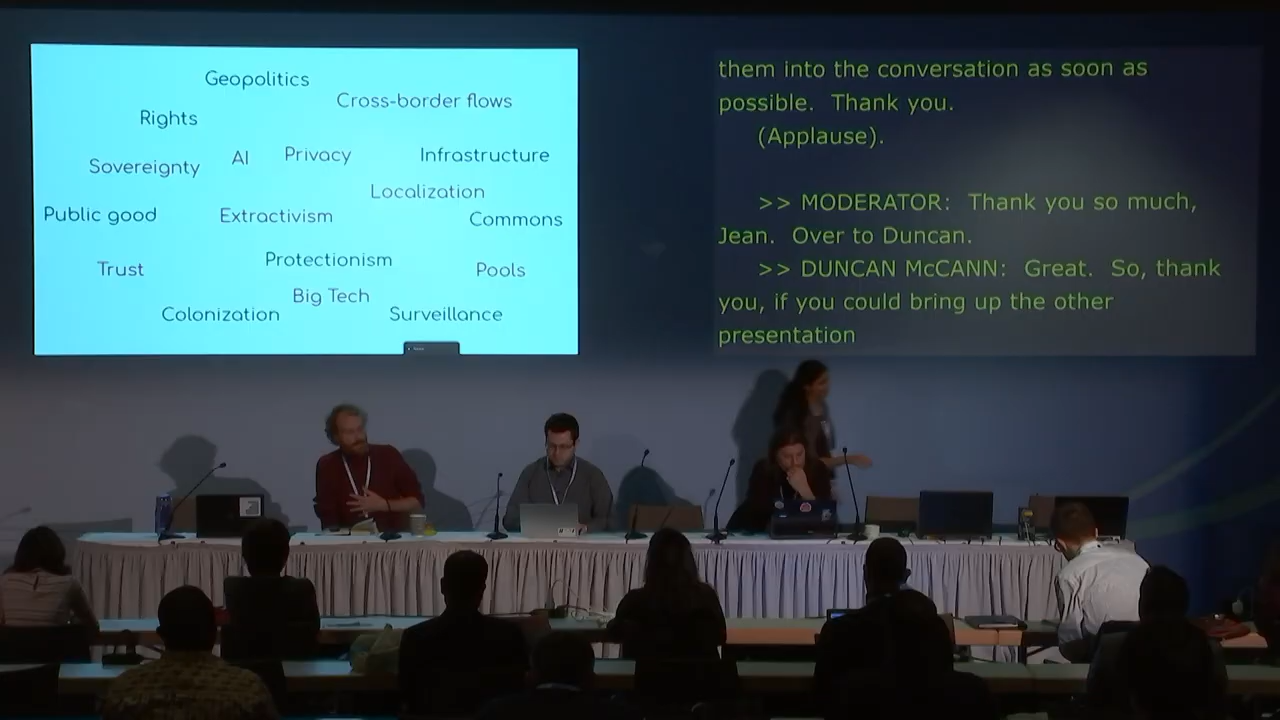 Geopolitics
Cross-border flows
Rights
Sovereignty
AI
Privacy
Infrastructure
Localization
Public good
Extractivism
Commons
Trust
Protectionism
Pools
Big Tech
Colonization
Surveillance
them into the conversation as soon as
possible. Thank you.
(Applause).
>> MODERATOR: Thank you so much,
Jean. Over to Duncan.
>> DUNCAN McCANN: Great. So, thank
you, if you could bring up the other
presentation